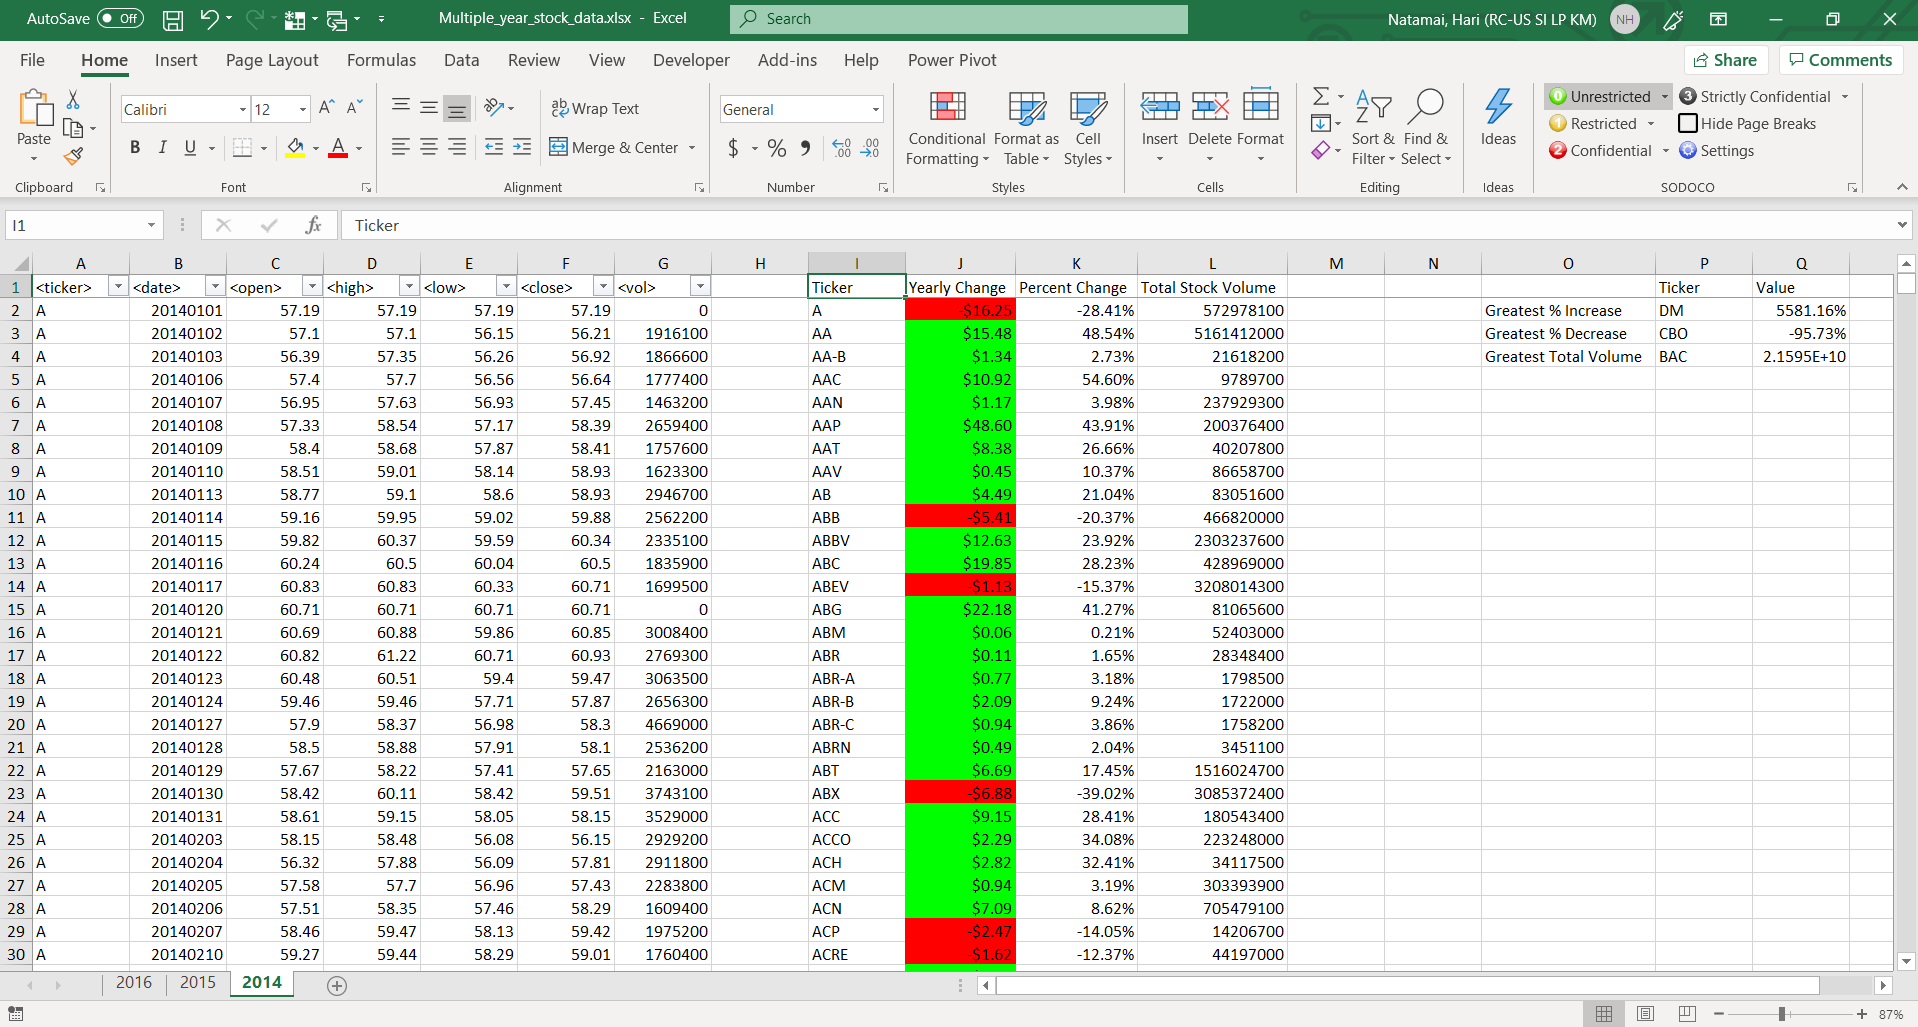 AutoSave Off Multiple_year_stock_data.xlsx - Excel Search Natamai, Hari (RC-US SI LP KM) NH
File Home Insert Page Layout Formulas Data Review View Developer Add-ins Help Power Pivot Share Comments
Paste
Clipboard
Calibri 12
B I U
Font
Wrap Text
Merge & Center
Alignment
General
$ % , .00 .00
Number
Conditional Formatting Format as Table Cell Styles
Styles
Insert Delete Format
Cells
Sort & Filter Find & Select
Editing
Ideas
Ideas
0 Unrestricted 3 Strictly Confidential
1 Restricted Hide Page Breaks
2 Confidential Settings
SODOCO
I1 fx Ticker
A B C D E F G H I J K L M N O P Q
1 <ticker> <date> <open> <high> <low> <close> <vol> Ticker Yearly Change Percent Change Total Stock Volume Ticker Value
2 A 20140101 57.19 57.19 57.19 57.19 0 A -$16.25 -28.41% 572978100 Greatest % Increase DM 5581.16%
3 A 20140102 57.1 57.1 56.15 56.21 1916100 AA $15.48 48.54% 5161412000 Greatest % Decrease CBO -95.73%
4 A 20140103 56.39 57.35 56.26 56.92 1866600 AA-B $1.34 2.73% 21618200 Greatest Total Volume BAC 2.1595E+10
5 A 20140106 57.4 57.7 56.56 56.64 1777400 AAC $10.92 54.60% 9789700
6 A 20140107 56.95 57.63 56.93 57.45 1463200 AAN $1.17 3.98% 237929300
7 A 20140108 57.33 58.54 57.17 58.39 2659400 AAP $48.60 43.91% 200376400
8 A 20140109 58.4 58.68 57.87 58.41 1757600 AAT $8.38 26.66% 40207800
9 A 20140110 58.51 59.01 58.14 58.93 1623300 AAV $0.45 10.37% 86658700
10 A 20140113 58.77 59.1 58.6 58.93 2946700 AB $4.49 21.04% 83051600
11 A 20140114 59.16 59.95 59.02 59.88 2562200 ABB -$5.41 -20.37% 466820000
12 A 20140115 59.82 60.37 59.59 60.34 2335100 ABBV $12.63 23.92% 2303237600
13 A 20140116 60.24 60.5 60.04 60.5 1835900 ABC $19.85 28.23% 428969000
14 A 20140117 60.83 60.83 60.33 60.71 1699500 ABEV -$1.13 -15.37% 3208014300
15 A 20140120 60.71 60.71 60.71 60.71 0 ABG $22.18 41.27% 81065600
16 A 20140121 60.69 60.88 59.86 60.85 3008400 ABM $0.06 0.21% 52403000
17 A 20140122 60.82 61.22 60.71 60.93 2769300 ABR $0.11 1.65% 28348400
18 A 20140123 60.48 60.51 59.4 59.47 3063500 ABR-A $0.77 3.18% 1798500
19 A 20140124 59.46 59.46 57.71 57.87 2656300 ABR-B $2.09 9.24% 1722000
20 A 20140127 57.9 58.37 56.98 58.3 4669000 ABR-C $0.94 3.86% 1758200
21 A 20140128 58.5 58.88 57.91 58.1 2536200 ABRN $0.49 2.04% 3451100
22 A 20140129 57.67 58.22 57.41 57.65 2163000 ABT $6.69 17.45% 1516024700
23 A 20140130 58.42 60.11 58.42 59.51 3743100 ABX -$6.88 -39.02% 3085372400
24 A 20140131 58.61 59.15 58.05 58.15 3529000 ACC $9.15 28.41% 180543400
25 A 20140203 58.15 58.48 56.08 56.15 2929200 ACCO $2.29 34.08% 223248000
26 A 20140204 56.32 57.88 56.09 57.81 2911800 ACH $2.82 32.41% 34117500
27 A 20140205 57.58 57.7 56.96 57.43 2283800 ACM $0.94 3.19% 303393900
28 A 20140206 57.51 58.35 57.46 58.29 1609400 ACN $7.09 8.62% 705479100
29 A 20140207 58.46 59.47 58.13 59.42 1975200 ACP -$2.47 -14.05% 14206700
30 A 20140210 59.27 59.44 58.29 59.01 1760400 ACRE -$1.62 -12.37% 44197000
2016 2015 2014
87%